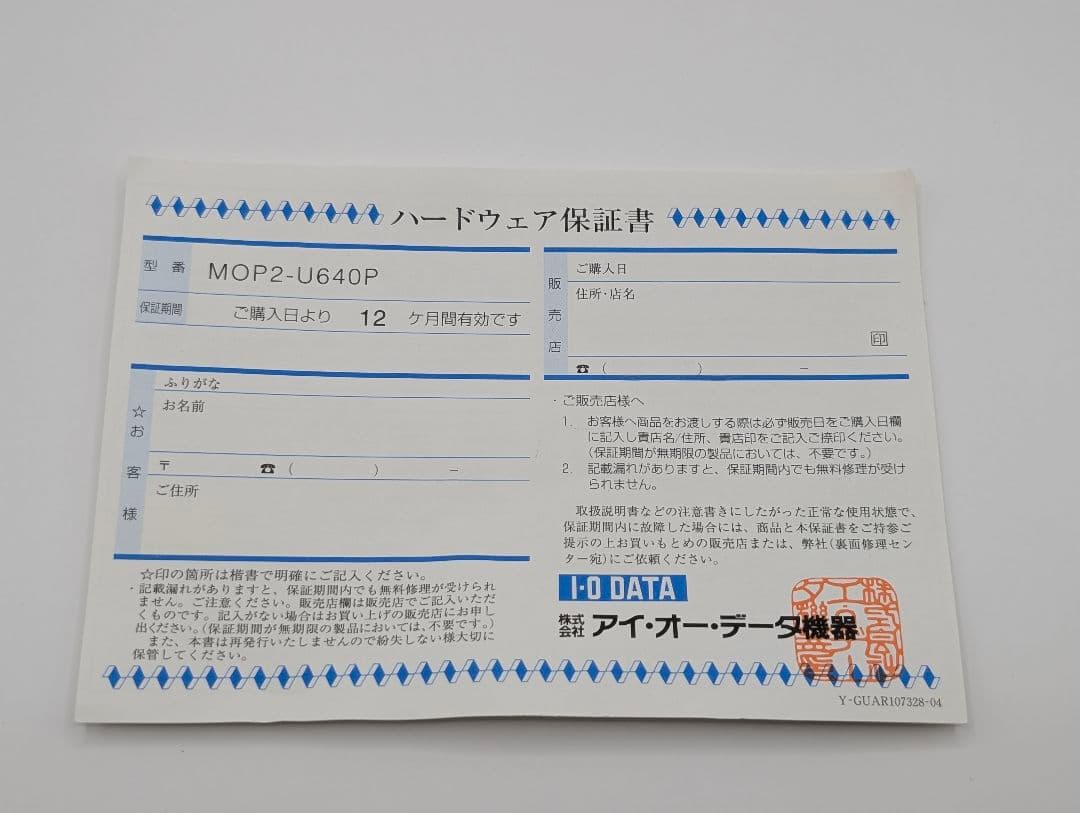 ハードウェア保証書
型番 MOP2-U640P
保証期間 ご購入日より 12 ケ月間有効です
☆お客様
ふりがな
お名前
〒 ☎ ( ) −
ご住所
☆印の箇所は楷書で明確にご記入ください。
・記載漏れがありますと、保証期間内でも無料修理が受けられ
ません。ご注意ください。販売店欄は販売店でご記入いただ
くものです。記入がない場合はお買い上げの販売店にお申し
出ください。(保証期間が無期限の製品においては、不要です。)
また、本書は再発行いたしませんので紛失しない様大切に
保管してください。
販売店
ご購入日
住所・店名
印
☎ ( ) −
・ご販売店様へ
1. お客様へ商品をお渡しする際は必ず販売日をご購入日欄
に記入し貴店名/住所、貴店印をご記入ご捺印ください。
(保証期間が無期限の製品においては、不要です。)
2. 記載漏れがありますと、保証期間内でも無料修理が受け
られません。
取扱説明書などの注意書きにしたがった正常な使用状態で、
保証期間内に故障した場合には、商品と本保証書をご持参ご
提示の上お買いもとめの販売店または、弊社(裏面修理セン
ター宛)にご依頼ください。
I·O DATA
株式会社 アイ・オー・データ機器
Y-GUAR107328-04